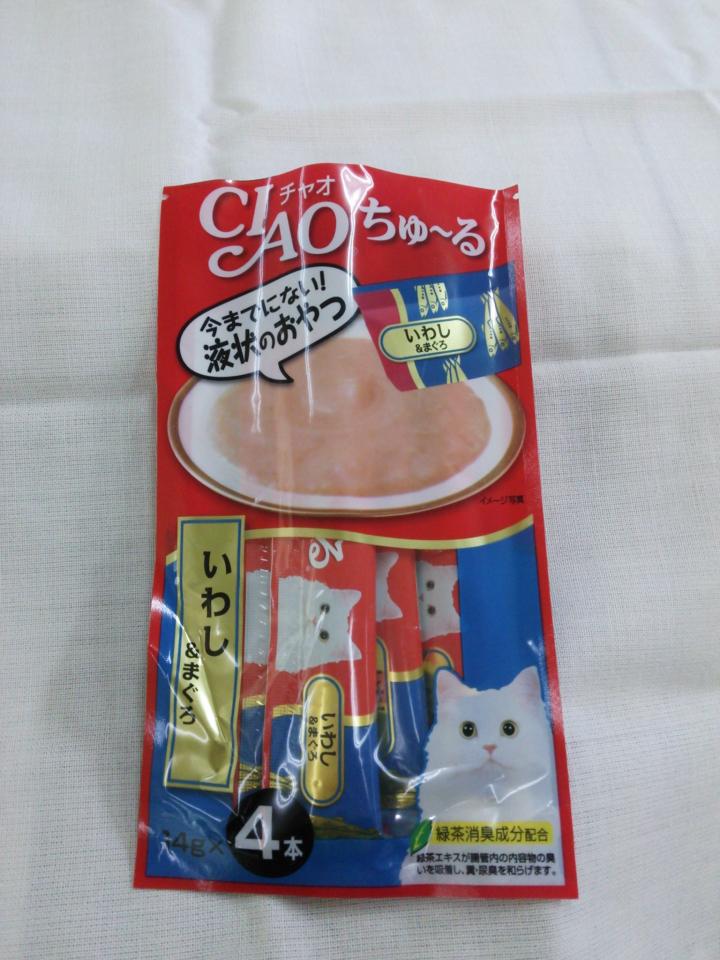 CIAO チャオ ちゅ～る
今までにない!
液状のおやつ
いわし
&まぐろ
イメージ写真
いわし
&まぐろ
る
いわし
&まぐろ
14g×4本
緑茶消臭成分配合
緑茶エキスが腸管内の内容物の臭
いを吸着し、糞・尿臭を和らげます。